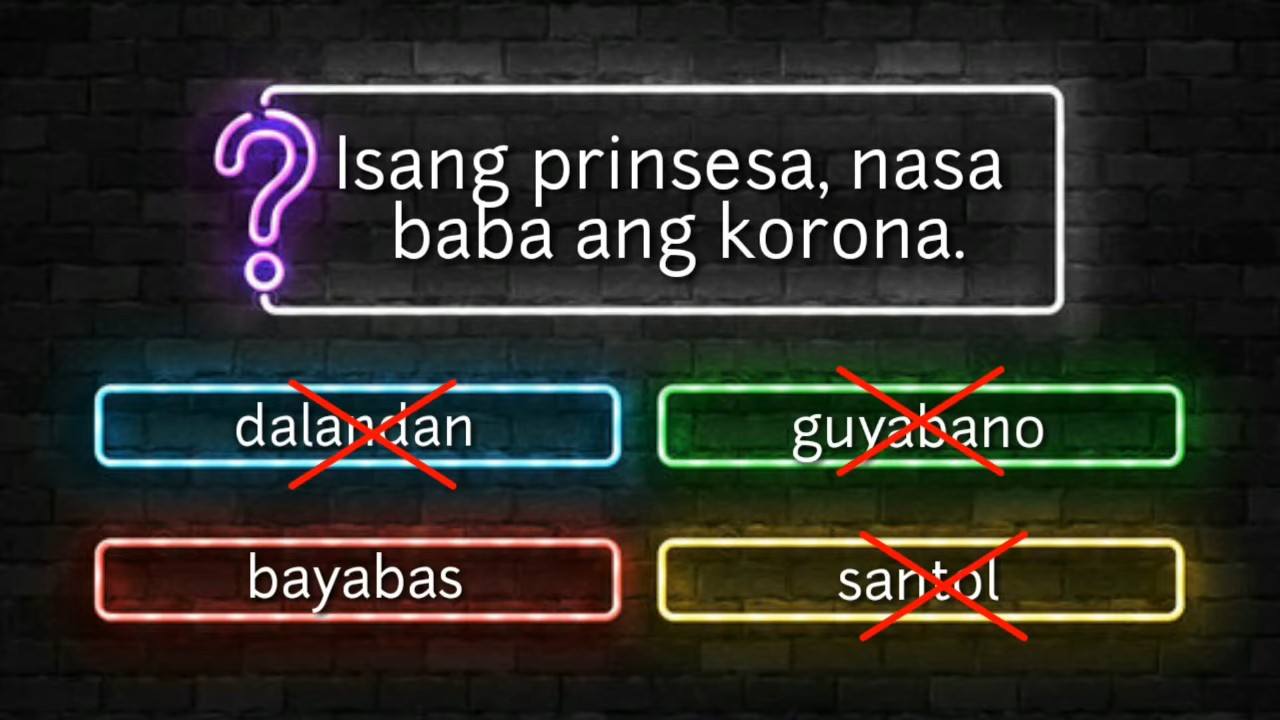 Isang prinsesa, nasa
baba ang korona.
dalandan
guyabano
bayabas
santol